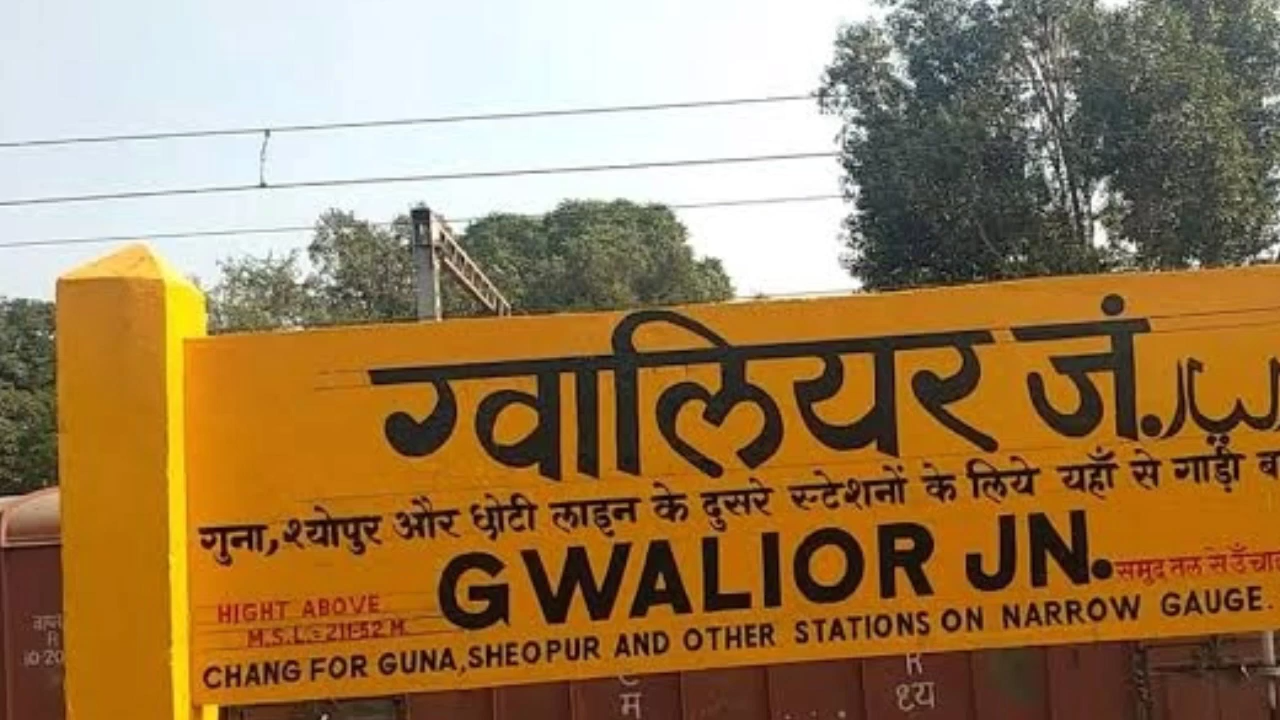 ग्वालियर जं.
गुना, श्योपुर और छोटी लाइन के दुसरे स्टेशनों के लिये यहाँ से गाड़ी
GWALIOR JN.
समुद्र तल से उँचा
HIGHT ABOVE
M.S.L.= 211-52 M.
CHANG FOR GUNA, SHEOPUR AND OTHER STATIONS ON NARROW GAUGE.